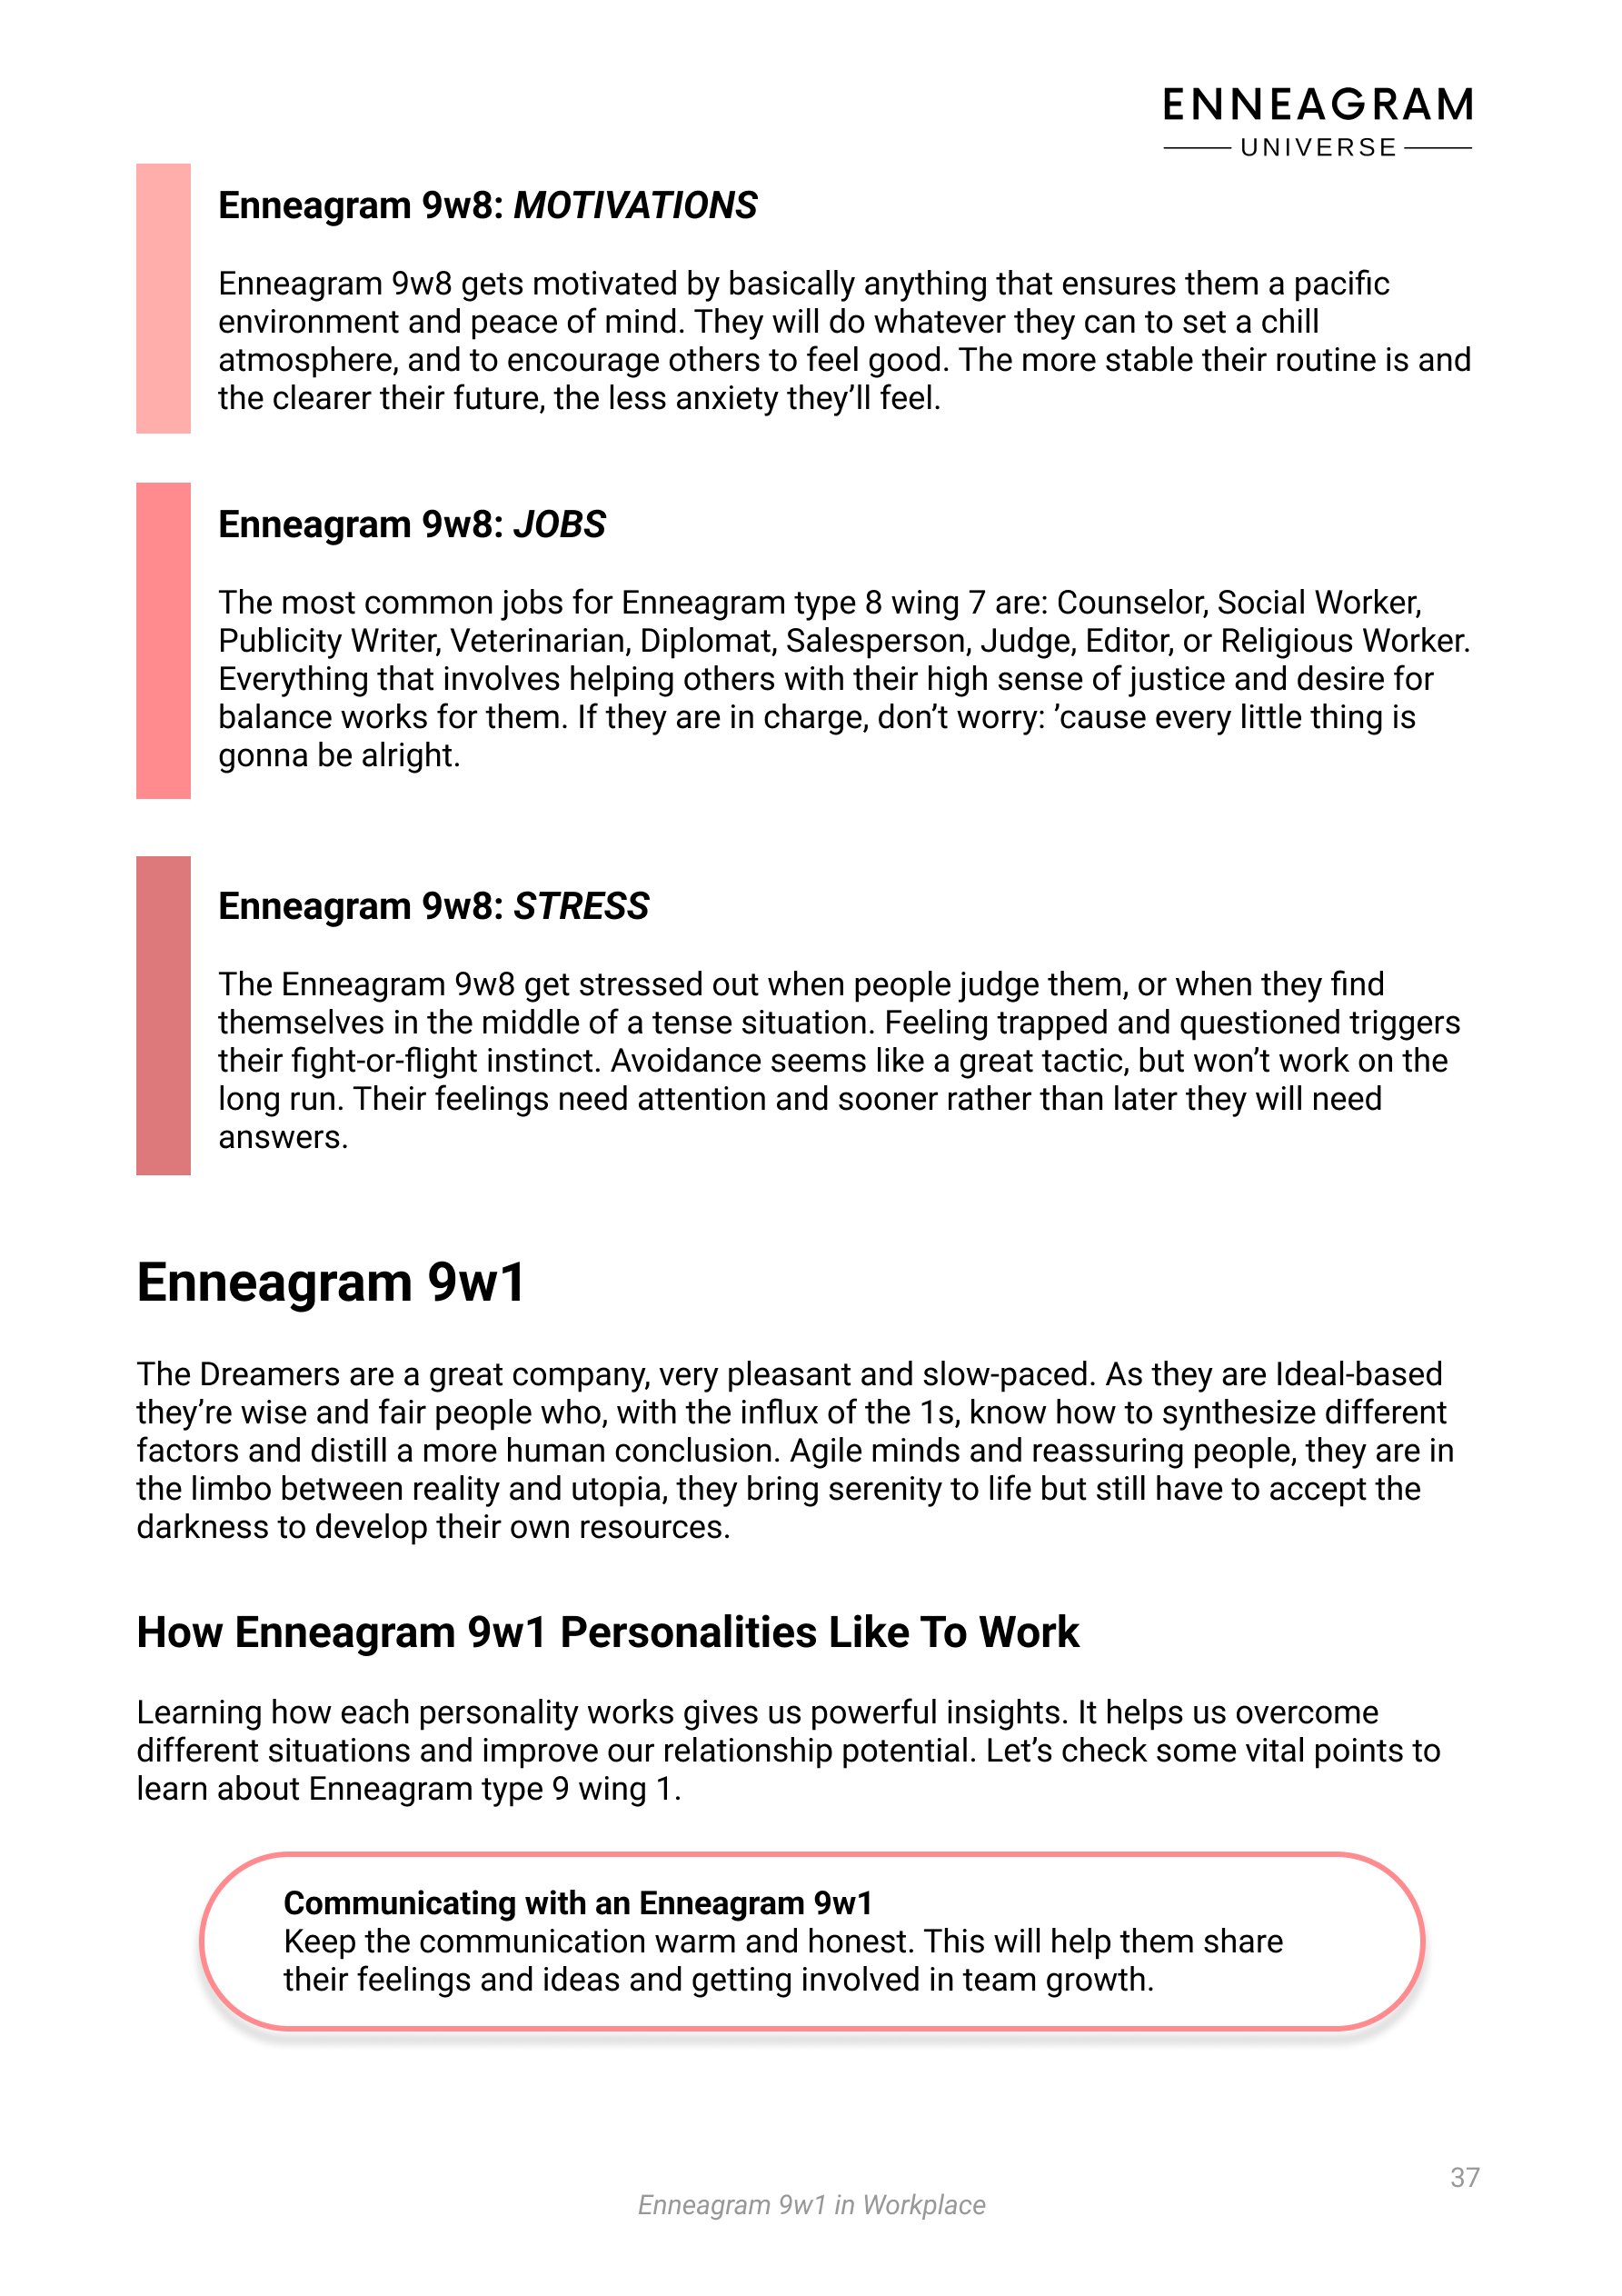 ENNEAGRAM
UNIVERSE
Enneagram 9w8: MOTIVATIONS
Enneagram 9w8 gets motivated by basically anything that ensures them a pacific
environment and peace of mind. They will do whatever they can to set a chill
atmosphere, and to encourage others to feel good. The more stable their routine is and
the clearer their future, the less anxiety they’ll feel.
Enneagram 9w8: JOBS
The most common jobs for Enneagram type 8 wing 7 are: Counselor, Social Worker,
Publicity Writer, Veterinarian, Diplomat, Salesperson, Judge, Editor, or Religious Worker.
Everything that involves helping others with their high sense of justice and desire for
balance works for them. If they are in charge, don’t worry: ’cause every little thing is
gonna be alright.
Enneagram 9w8: STRESS
The Enneagram 9w8 get stressed out when people judge them, or when they find
themselves in the middle of a tense situation. Feeling trapped and questioned triggers
their fight-or-flight instinct. Avoidance seems like a great tactic, but won’t work on the
long run. Their feelings need attention and sooner rather than later they will need
answers.
Enneagram 9w1
The Dreamers are a great company, very pleasant and slow-paced. As they are Ideal-based
they’re wise and fair people who, with the influx of the 1s, know how to synthesize different
factors and distill a more human conclusion. Agile minds and reassuring people, they are in
the limbo between reality and utopia, they bring serenity to life but still have to accept the
darkness to develop their own resources.
How Enneagram 9w1 Personalities Like To Work
Learning how each personality works gives us powerful insights. It helps us overcome
different situations and improve our relationship potential. Let’s check some vital points to
learn about Enneagram type 9 wing 1.
Communicating with an Enneagram 9w1
Keep the communication warm and honest. This will help them share
their feelings and ideas and getting involved in team growth.
37
Enneagram 9w1 in Workplace